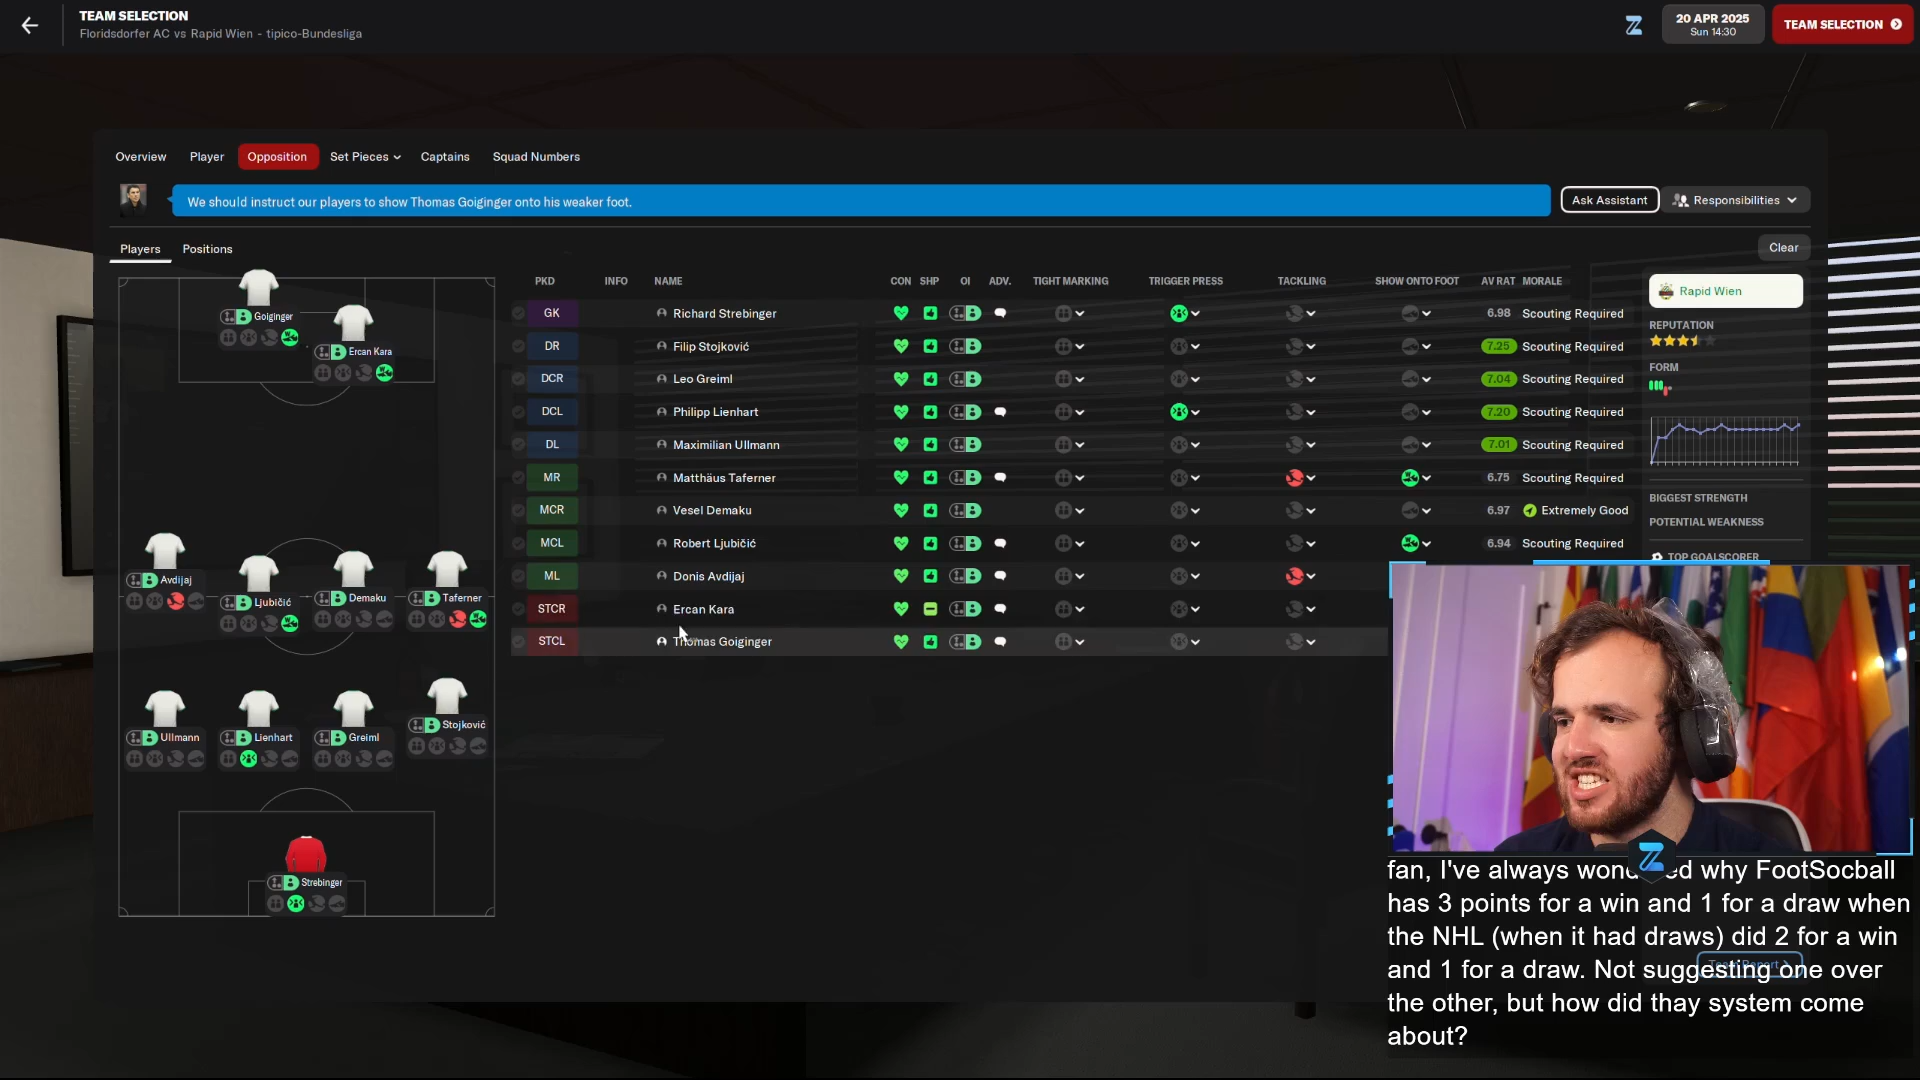 TEAM SELECTION
Floridsdorfer AC vs Rapid Wien - tipico-Bundesliga
20 APR 2025
Sun 14:30
TEAM SELECTION
Overview Player Opposition Set Pieces Captains Squad Numbers
We should instruct our players to show Thomas Goiginger onto his weaker foot.
Ask Assistant
Responsibilities
Players Positions
Clear
Goiginger
Ercan Kara
Avdijaj
Ljubičić
Demaku
Taferner
Ullmann
Lienhart
Greiml
Stojković
Strebinger
PKD INFO NAME CON SHP OI ADV. TIGHT MARKING TRIGGER PRESS TACKLING SHOW ONTO FOOT AV RAT MORALE
GK Richard Strebinger 6.98 Scouting Required
DR Filip Stojković 7.25 Scouting Required
DCR Leo Greiml 7.04 Scouting Required
DCL Philipp Lienhart 7.20 Scouting Required
DL Maximilian Ullmann 7.01 Scouting Required
MR Matthäus Taferner 6.75 Scouting Required
MCR Vesel Demaku 6.97 Extremely Good
MCL Robert Ljubičić 6.94 Scouting Required
ML Donis Avdijaj
STCR Ercan Kara
STCL Thomas Goiginger
Rapid Wien
REPUTATION
FORM
BIGGEST STRENGTH
POTENTIAL WEAKNESS
TOP GOALSCORER
fan, I've always wondered why FootSocball
has 3 points for a win and 1 for a draw when
the NHL (when it had draws) did 2 for a win
and 1 for a draw. Not suggesting one over
the other, but how did thay system come
about?
Team Report